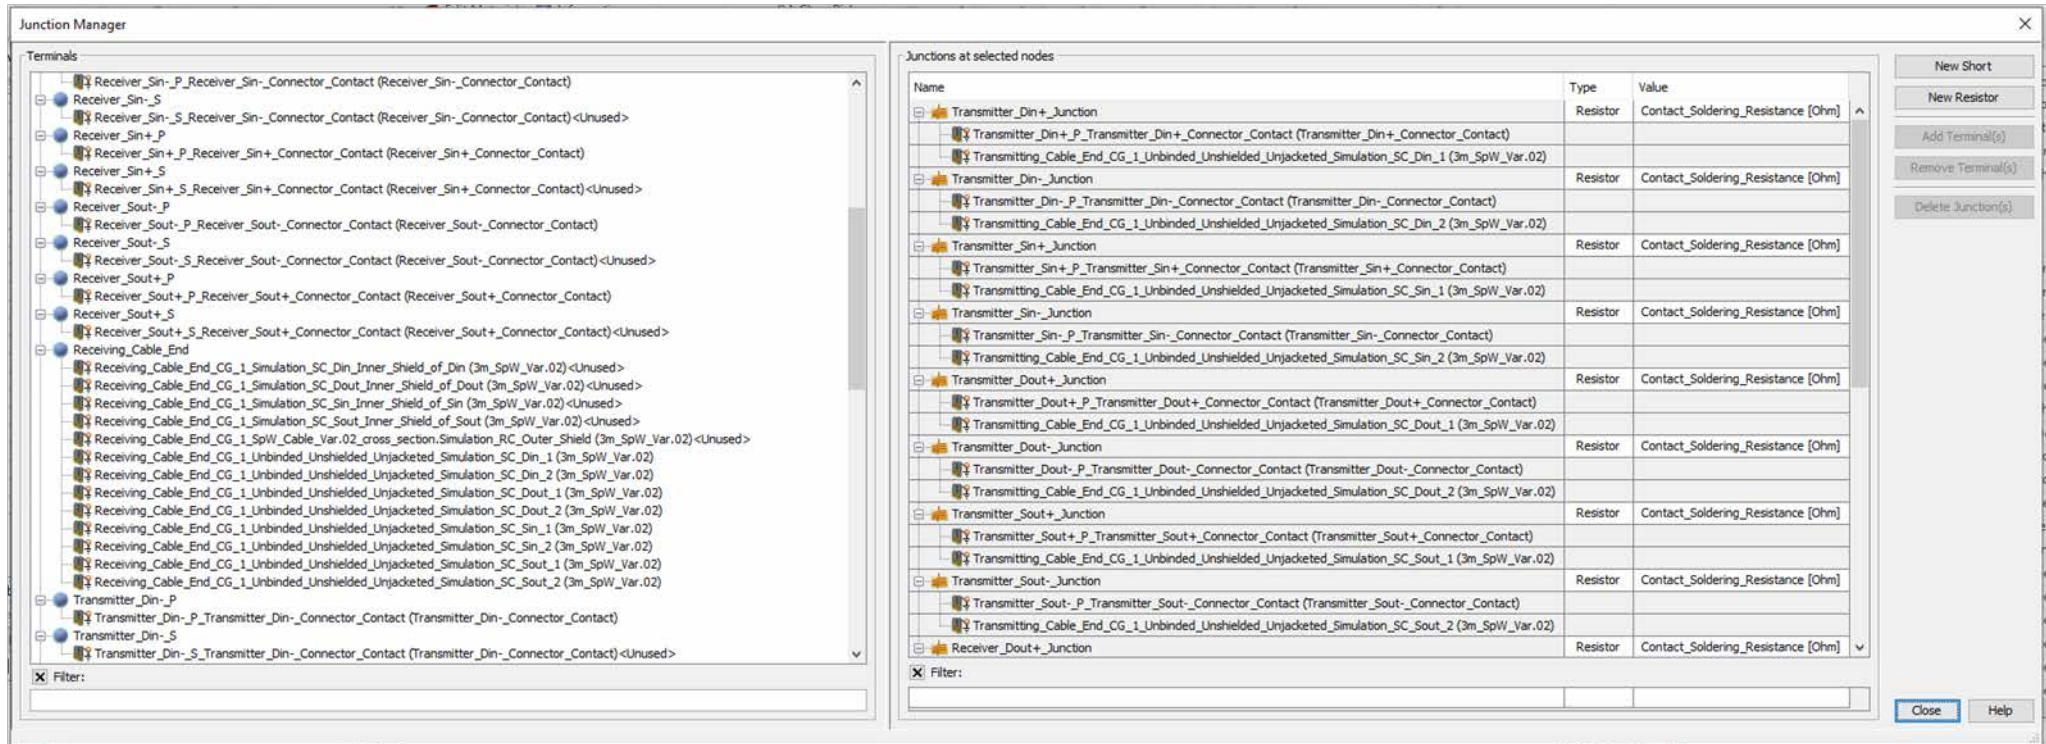 Junction Manager
Terminals
Receiver_Sin-_P_Receiver_Sin-_Connector_Contact (Receiver_Sin-_Connector_Contact)
Receiver_Sin-_S
Receiver_Sin-_S_Receiver_Sin-_Connector_Contact (Receiver_Sin-_Connector_Contact)<Unused>
Receiver_Sin+_P
Receiver_Sin+_P_Receiver_Sin+_Connector_Contact (Receiver_Sin+_Connector_Contact)
Receiver_Sin+_S
Receiver_Sin+_S_Receiver_Sin+_Connector_Contact (Receiver_Sin+_Connector_Contact)<Unused>
Receiver_Sout-_P
Receiver_Sout-_P_Receiver_Sout-_Connector_Contact (Receiver_Sout-_Connector_Contact)
Receiver_Sout-_S
Receiver_Sout-_S_Receiver_Sout-_Connector_Contact (Receiver_Sout-_Connector_Contact)<Unused>
Receiver_Sout+_P
Receiver_Sout+_P_Receiver_Sout+_Connector_Contact (Receiver_Sout+_Connector_Contact)
Receiver_Sout+_S
Receiver_Sout+_S_Receiver_Sout+_Connector_Contact (Receiver_Sout+_Connector_Contact)<Unused>
Receiving_Cable_End
Receiving_Cable_End_CG_1_Simulation_SC_Din_Inner_Shield_of_Din (3m_SpW_Var.02)<Unused>
Receiving_Cable_End_CG_1_Simulation_SC_Dout_Inner_Shield_of_Dout (3m_SpW_Var.02)<Unused>
Receiving_Cable_End_CG_1_Simulation_SC_Sin_Inner_Shield_of_Sin (3m_SpW_Var.02)<Unused>
Receiving_Cable_End_CG_1_Simulation_SC_Sout_Inner_Shield_of_Sout (3m_SpW_Var.02)<Unused>
Receiving_Cable_End_CG_1_SpW_Cable_Var.02_cross_section.Simulation_RC_Outer_Shield (3m_SpW_Var.02)<Unused>
Receiving_Cable_End_CG_1_Unbinded_Unshielded_Unjacketed_Simulation_SC_Din_1 (3m_SpW_Var.02)
Receiving_Cable_End_CG_1_Unbinded_Unshielded_Unjacketed_Simulation_SC_Din_2 (3m_SpW_Var.02)
Receiving_Cable_End_CG_1_Unbinded_Unshielded_Unjacketed_Simulation_SC_Dout_1 (3m_SpW_Var.02)
Receiving_Cable_End_CG_1_Unbinded_Unshielded_Unjacketed_Simulation_SC_Dout_2 (3m_SpW_Var.02)
Receiving_Cable_End_CG_1_Unbinded_Unshielded_Unjacketed_Simulation_SC_Sin_1 (3m_SpW_Var.02)
Receiving_Cable_End_CG_1_Unbinded_Unshielded_Unjacketed_Simulation_SC_Sin_2 (3m_SpW_Var.02)
Receiving_Cable_End_CG_1_Unbinded_Unshielded_Unjacketed_Simulation_SC_Sout_1 (3m_SpW_Var.02)
Receiving_Cable_End_CG_1_Unbinded_Unshielded_Unjacketed_Simulation_SC_Sout_2 (3m_SpW_Var.02)
Transmitter_Din-_P
Transmitter_Din-_P_Transmitter_Din-_Connector_Contact (Transmitter_Din-_Connector_Contact)
Transmitter_Din-_S
Transmitter_Din-_S_Transmitter_Din-_Connector_Contact (Transmitter_Din-_Connector_Contact)<Unused>
Filter:
Junctions at selected nodes
Name Type Value
Transmitter_Din+_Junction Resistor Contact_Soldering_Resistance [Ohm]
Transmitter_Din+_P_Transmitter_Din+_Connector_Contact (Transmitter_Din+_Connector_Contact)
Transmitting_Cable_End_CG_1_Unbinded_Unshielded_Unjacketed_Simulation_SC_Din_1 (3m_SpW_Var.02)
Transmitter_Din-_Junction Resistor Contact_Soldering_Resistance [Ohm]
Transmitter_Din-_P_Transmitter_Din-_Connector_Contact (Transmitter_Din-_Connector_Contact)
Transmitting_Cable_End_CG_1_Unbinded_Unshielded_Unjacketed_Simulation_SC_Din_2 (3m_SpW_Var.02)
Transmitter_Sin+_Junction Resistor Contact_Soldering_Resistance [Ohm]
Transmitter_Sin+_P_Transmitter_Sin+_Connector_Contact (Transmitter_Sin+_Connector_Contact)
Transmitting_Cable_End_CG_1_Unbinded_Unshielded_Unjacketed_Simulation_SC_Sin_1 (3m_SpW_Var.02)
Transmitter_Sin-_Junction Resistor Contact_Soldering_Resistance [Ohm]
Transmitter_Sin-_P_Transmitter_Sin-_Connector_Contact (Transmitter_Sin-_Connector_Contact)
Transmitting_Cable_End_CG_1_Unbinded_Unshielded_Unjacketed_Simulation_SC_Sin_2 (3m_SpW_Var.02)
Transmitter_Dout+_Junction Resistor Contact_Soldering_Resistance [Ohm]
Transmitter_Dout+_P_Transmitter_Dout+_Connector_Contact (Transmitter_Dout+_Connector_Contact)
Transmitting_Cable_End_CG_1_Unbinded_Unshielded_Unjacketed_Simulation_SC_Dout_1 (3m_SpW_Var.02)
Transmitter_Dout-_Junction Resistor Contact_Soldering_Resistance [Ohm]
Transmitter_Dout-_P_Transmitter_Dout-_Connector_Contact (Transmitter_Dout-_Connector_Contact)
Transmitting_Cable_End_CG_1_Unbinded_Unshielded_Unjacketed_Simulation_SC_Dout_2 (3m_SpW_Var.02)
Transmitter_Sout+_Junction Resistor Contact_Soldering_Resistance [Ohm]
Transmitter_Sout+_P_Transmitter_Sout+_Connector_Contact (Transmitter_Sout+_Connector_Contact)
Transmitting_Cable_End_CG_1_Unbinded_Unshielded_Unjacketed_Simulation_SC_Sout_1 (3m_SpW_Var.02)
Transmitter_Sout-_Junction Resistor Contact_Soldering_Resistance [Ohm]
Transmitter_Sout-_P_Transmitter_Sout-_Connector_Contact (Transmitter_Sout-_Connector_Contact)
Transmitting_Cable_End_CG_1_Unbinded_Unshielded_Unjacketed_Simulation_SC_Sout_2 (3m_SpW_Var.02)
Receiver_Dout+_Junction Resistor Contact_Soldering_Resistance [Ohm]
Filter:
New Short
New Resistor
Add Terminal(s)
Remove Terminal(s)
Delete Junction(s)
Close Help